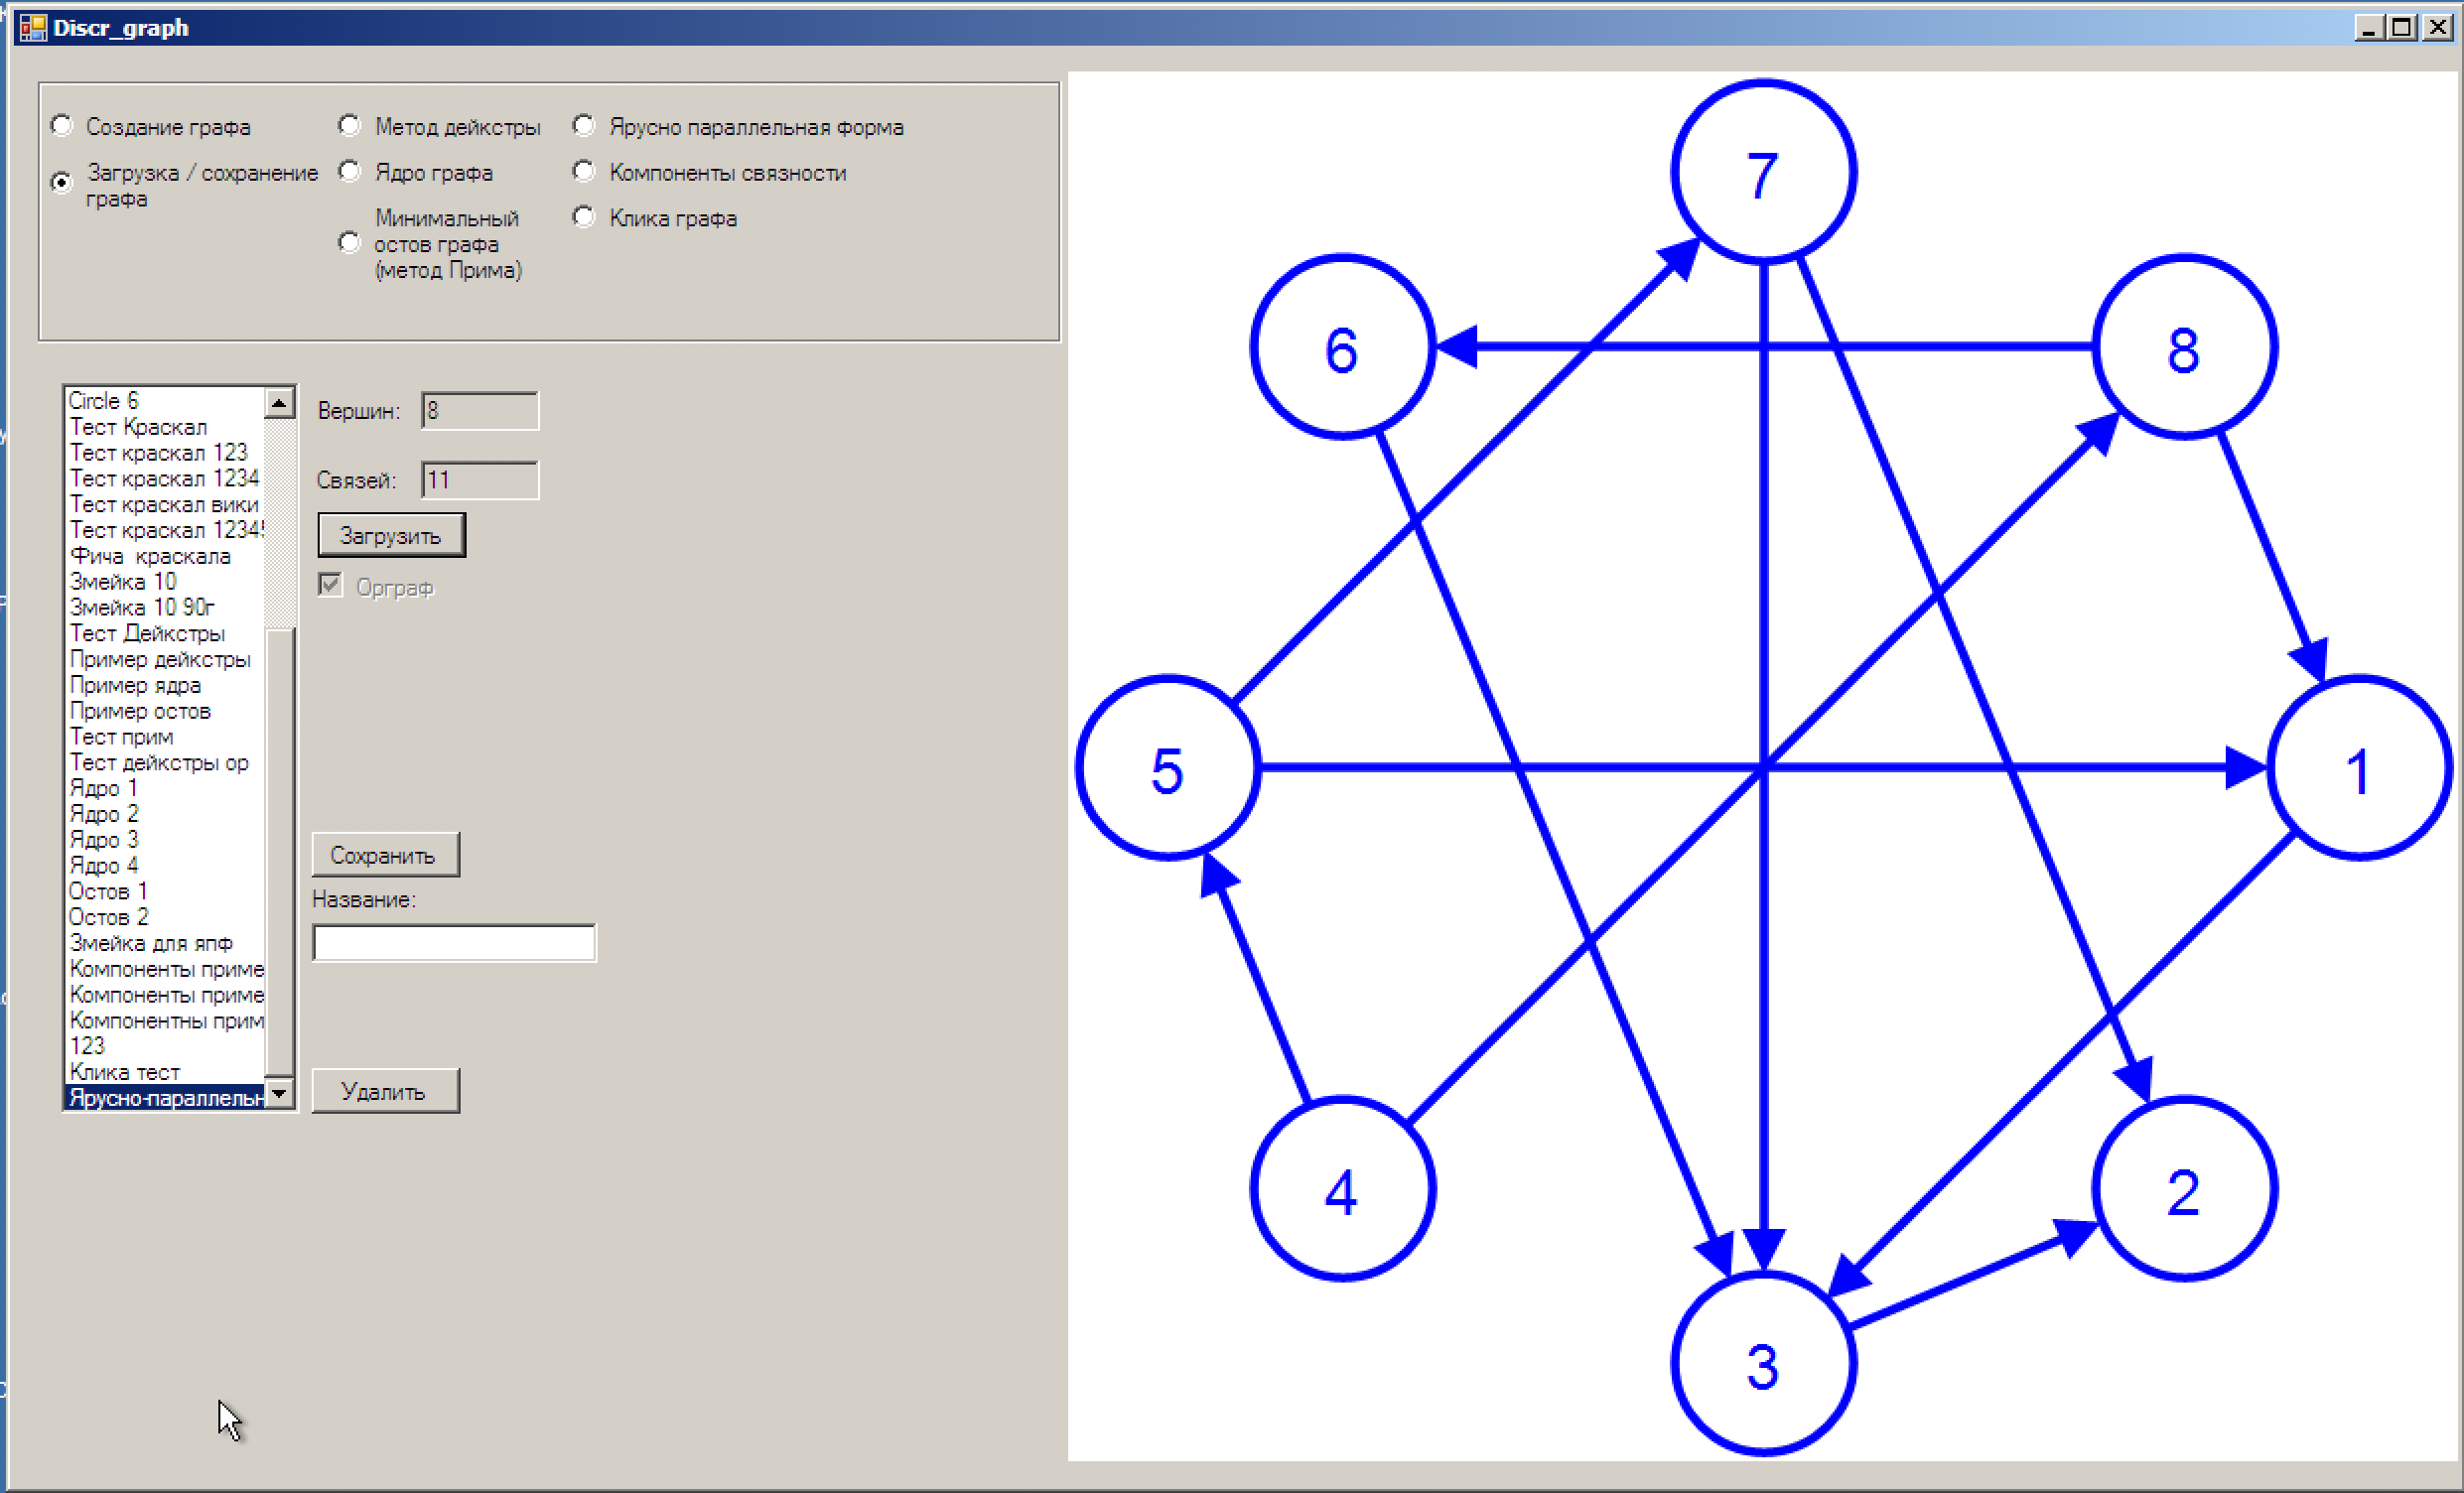 Discr_graph
Создание графа
Загрузка / сохранение
графа
Метод дейкстры
Ядро графа
Минимальный
остов графа
(метод Прима)
Ярусно параллельная форма
Компоненты связности
Клика графа
Circle 6
Тест Краскал
Тест краскал 123
Тест краскал 1234
Тест краскал вики
Тест краскал 12345
Фича  краскала
Змейка 10
Змейка 10 90г
Тест Дейкстры
Пример дейкстры
Пример ядра
Пример остов
Тест прим
Тест дейкстры ор
Ядро 1
Ядро 2
Ядро 3
Ядро 4
Остов 1
Остов 2
Змейка для япф
Компоненты приме
Компоненты приме
Компонентны прим
123
Клика тест
Ярусно-параллельн
Вершин: 8
Связей: 11
Загрузить
Орграф
Сохранить
Название:
Удалить
7
6
8
5
1
4
2
3